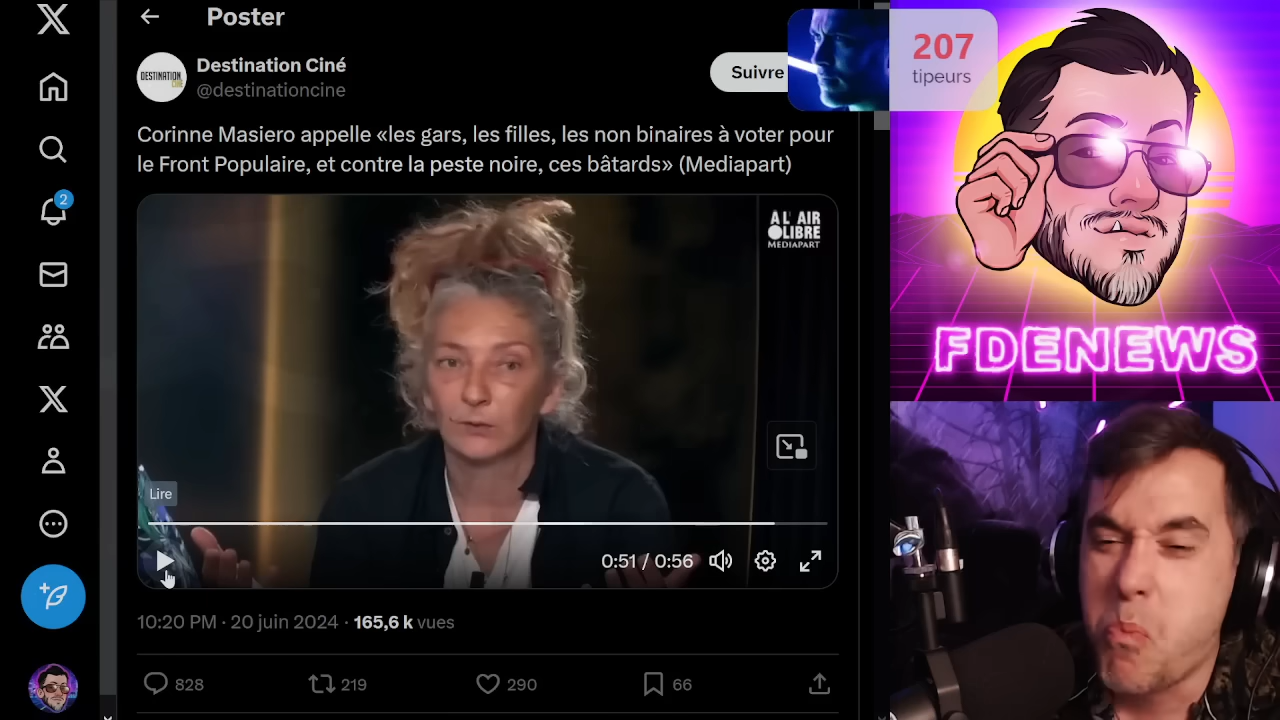 Poster
Destination Ciné
@destinationcine
Suivre
207
tipeurs
2
DESTINATION
CINÉ
Corinne Masiero appelle «les gars, les filles, les non binaires à voter pour
le Front Populaire, et contre la peste noire, ces bâtards» (Mediapart)
A L' AIR
LIBRE
MEDIAPART
Lire
0:51 / 0:56
10:20 PM · 20 juin 2024 · 165,6 k vues
828
219
290
66
FDENEWS